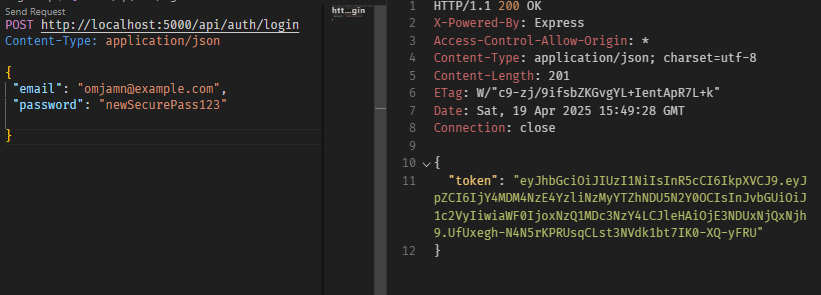 Send Request
POST http://localhost:5000/api/auth/login
Content-Type: application/json
{
"email": "omjamn@example.com",
"password": "newSecurePass123"
}
htt...gin
1 HTTP/1.1 200 OK
2 X-Powered-By: Express
3 Access-Control-Allow-Origin: *
4 Content-Type: application/json; charset=utf-8
5 Content-Length: 201
6 ETag: W/"c9-zj/9ifsbZKGvgYL+IentApR7L+k"
7 Date: Sat, 19 Apr 2025 15:49:28 GMT
8 Connection: close
9
10 {
11 "token": "eyJhbGciOiJIUzI1NiIsInR5cCI6IkpXVCJ9.eyJ
pZCI6IjY4MDM4NzE4YzliNzMyYTZhNDU5N2Y0OCIsInJvbGUiOiJ
1c2VyIiwiaWF0IjoxNzQ1MDc3NzY4LCJleHAiOjE3NDUxNjQxNjh
9.UfUxegh-N4N5rKPRUsqCLst3NVdk1bt7IK0-XQ-yFRU"
12 }